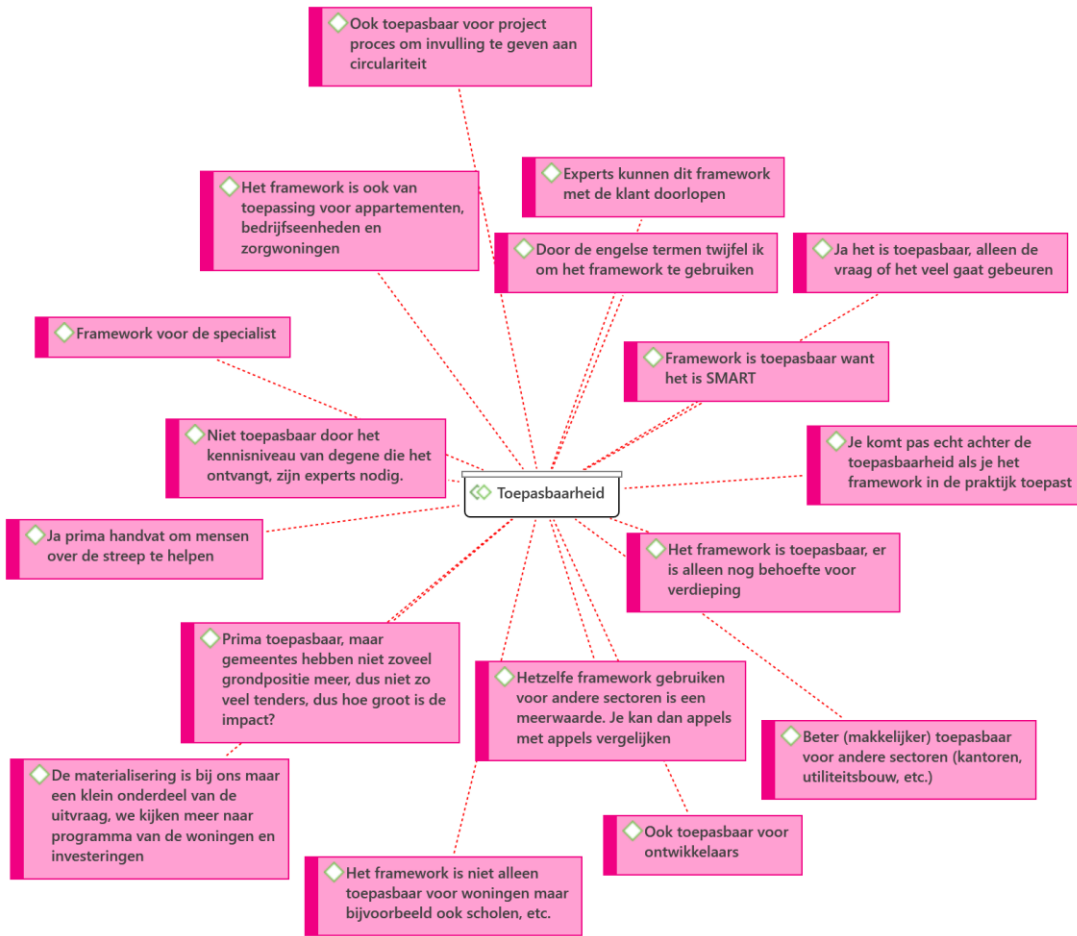 Ook toepasbaar voor project
proces om invulling te geven aan
circulariteit
Het framework is ook van
toepassing voor appartementen,
bedrijfseenheden en
zorgwoningen
Experts kunnen dit framework
met de klant doorlopen
Door de engelse termen twijfel ik
om het framework te gebruiken
Ja het is toepasbaar, alleen de
vraag of het veel gaat gebeuren
Framework voor de specialist
Framework is toepasbaar want
het is SMART
Niet toepasbaar door het
kennisniveau van degene die het
ontvangt, zijn experts nodig.
Je komt pas echt achter de
toepasbaarheid als je het
framework in de praktijk toepast
Toepasbaarheid
Ja prima handvat om mensen
over de streep te helpen
Het framework is toepasbaar, er
is alleen nog behoefte voor
verdieping
Prima toepasbaar, maar
gemeentes hebben niet zoveel
grondpositie meer, dus niet zo
veel tenders, dus hoe groot is de
impact?
Hetzelfe framework gebruiken
voor andere sectoren is een
meerwaarde. Je kan dan appels
met appels vergelijken
Beter (makkelijker) toepasbaar
voor andere sectoren (kantoren,
utiliteitsbouw, etc.)
De materialisering is bij ons maar
een klein onderdeel van de
uitvraag, we kijken meer naar
programma van de woningen en
investeringen
Ook toepasbaar voor
ontwikkelaars
Het framework is niet alleen
toepasbaar voor woningen maar
bijvoorbeeld ook scholen, etc.